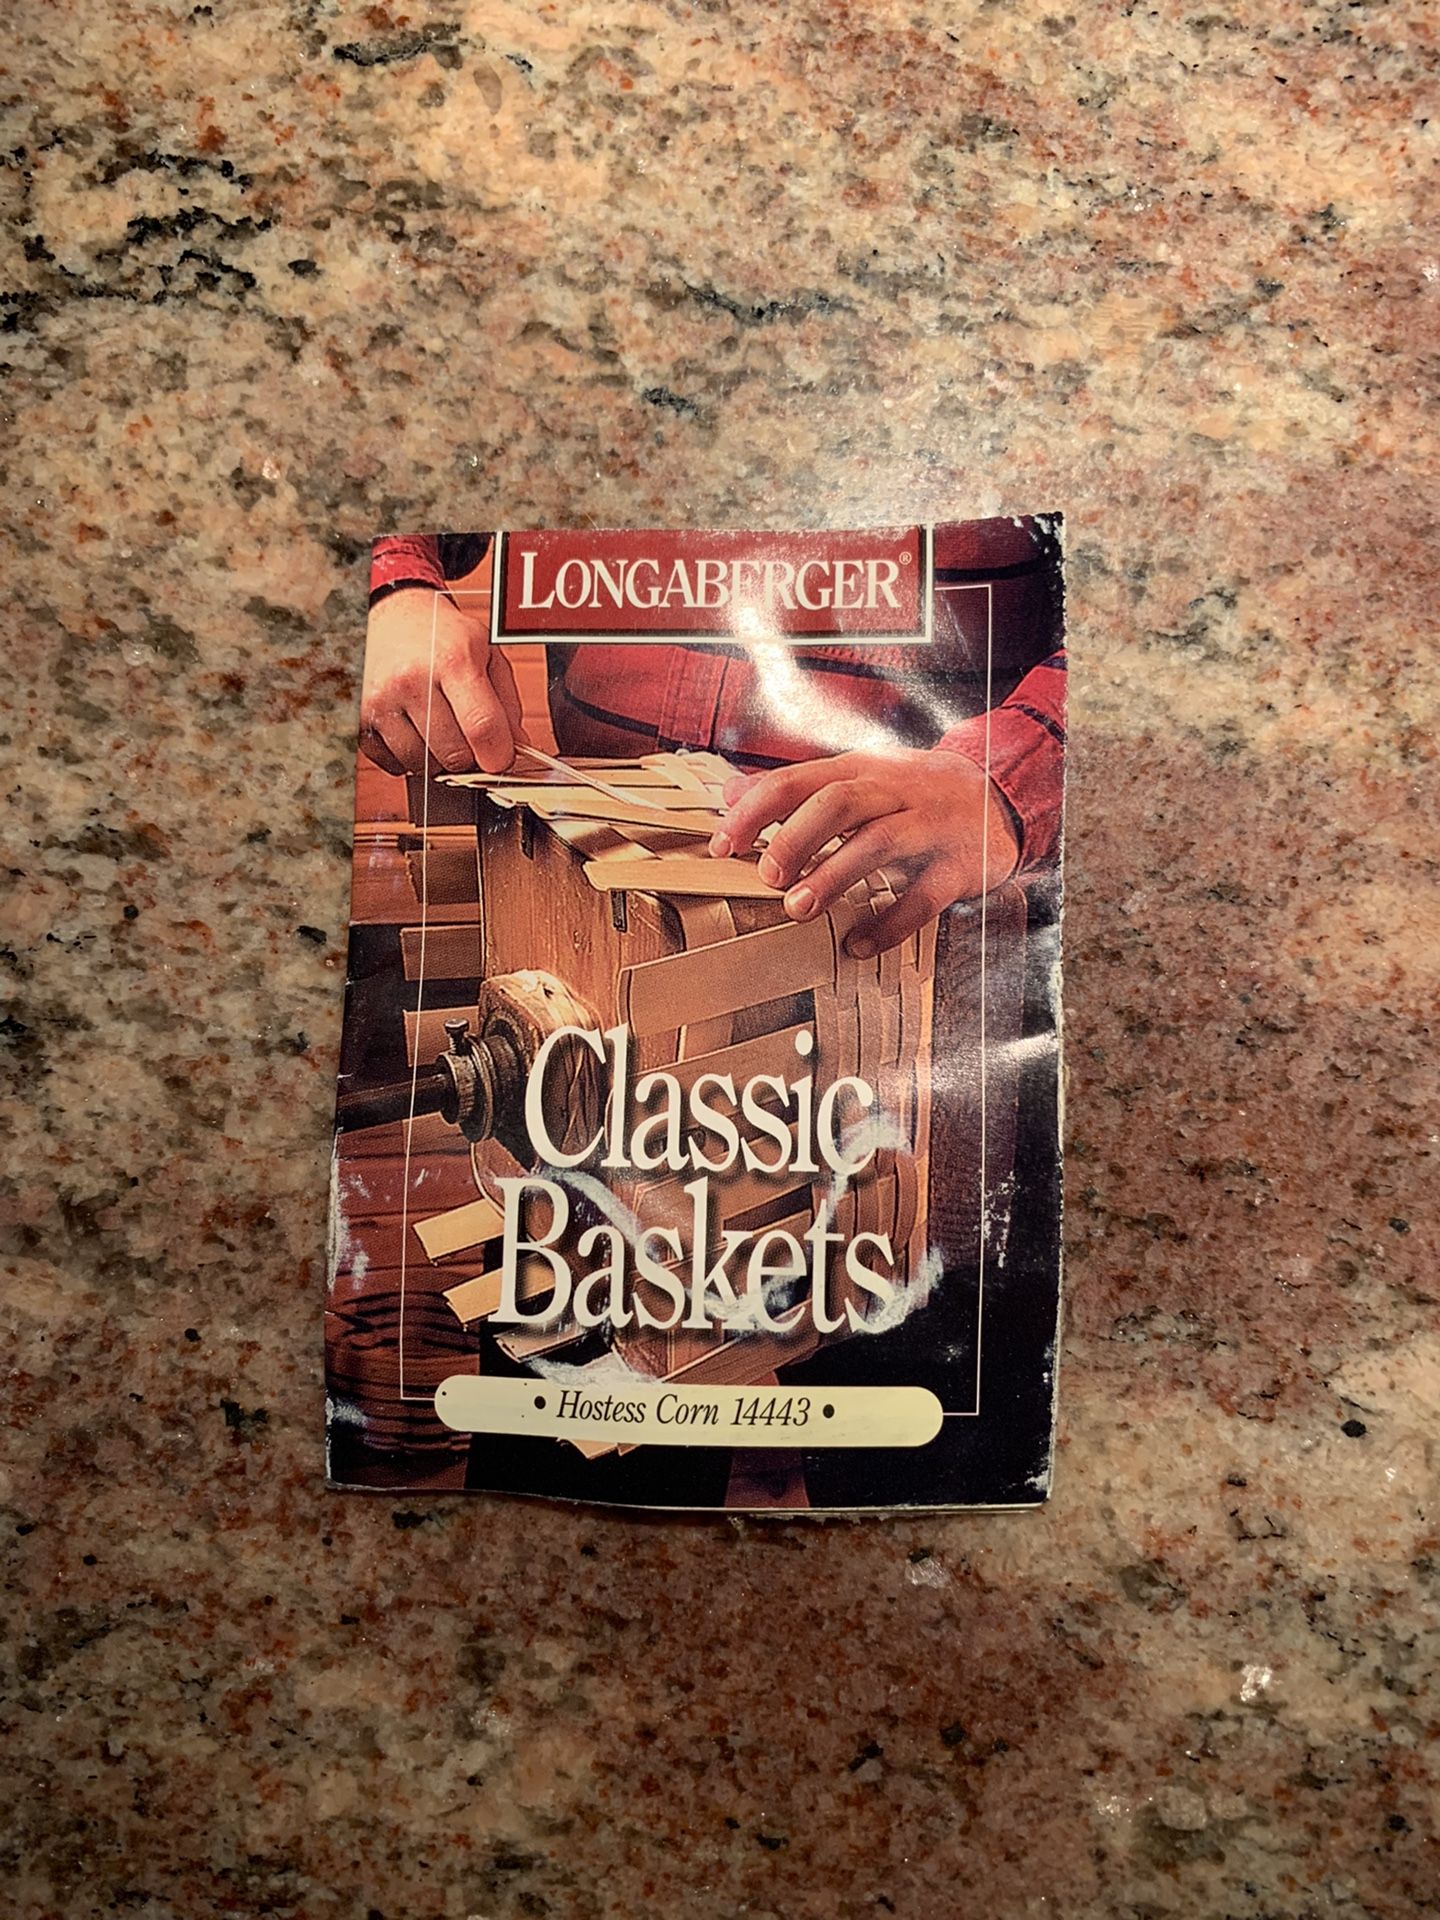 LONGABERGER®
Classic
Baskets
• Hostess Corn 14443 •